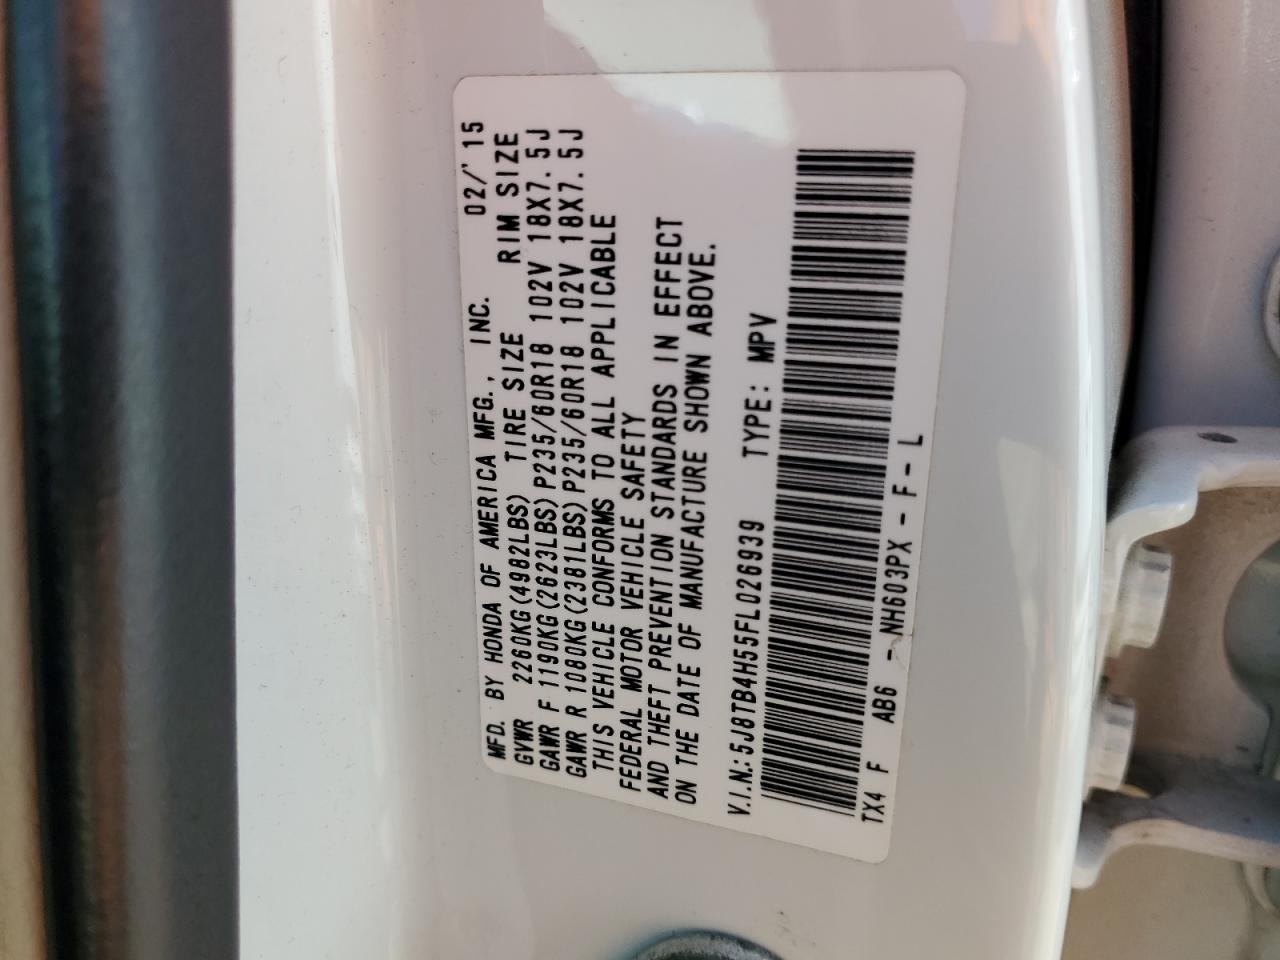 MFD. BY HONDA OF AMERICA MFG., INC. 02/'15
GVWR 2260KG(4982LBS) TIRE SIZE RIM SIZE
GAWR F 1190KG(2623LBS) P235/60R18 102V 18X7.5J
GAWR R 1080KG(2381LBS) P235/60R18 102V 18X7.5J
THIS VEHICLE CONFORMS TO ALL APPLICABLE
FEDERAL MOTOR VEHICLE SAFETY
AND THEFT PREVENTION STANDARDS IN EFFECT
ON THE DATE OF MANUFACTURE SHOWN ABOVE.
V.I.N.:5J8TB4H55FL026939 TYPE: MPV
TX4 F AB6 -NH603PX-F-L